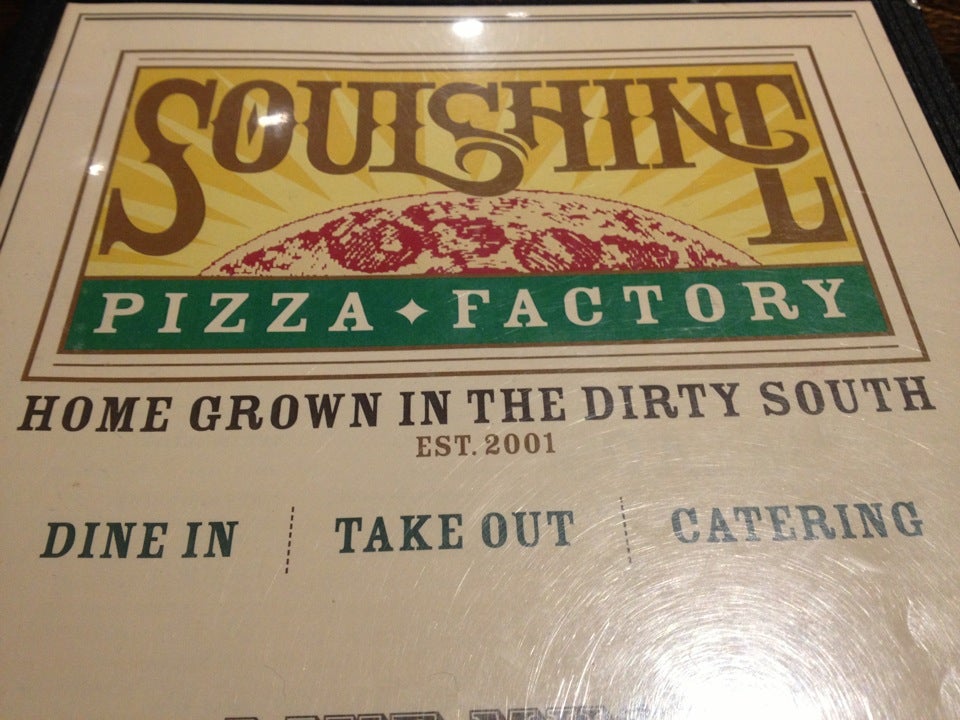 SOULSHINE
PIZZA FACTORY
HOME GROWN IN THE DIRTY SOUTH
EST. 2001
DINE IN TAKE OUT CATERING